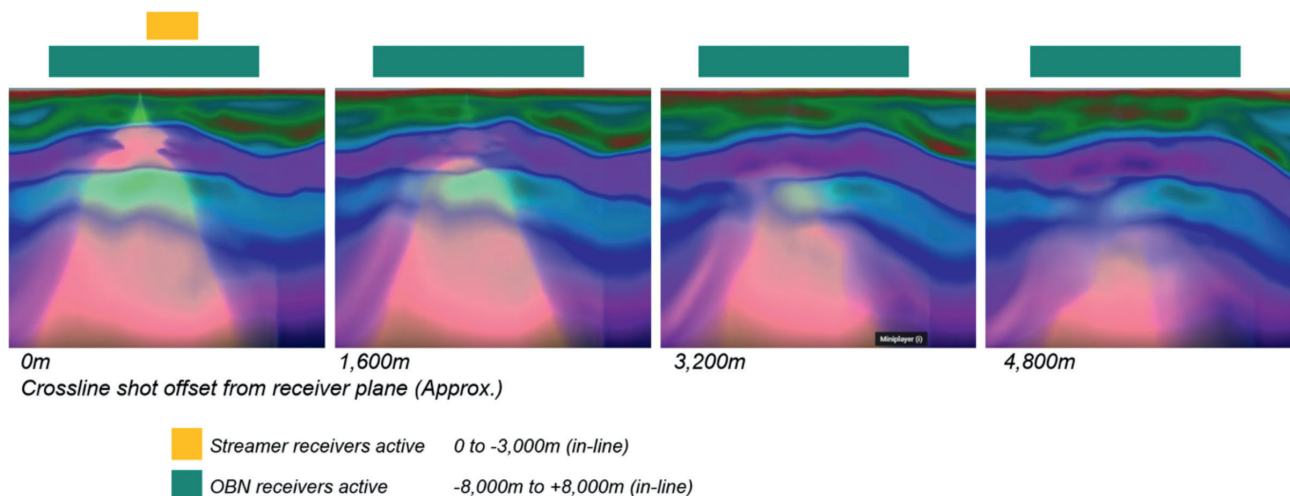 Miniplayer (i)
0m
1,600m
3,200m
4,800m
Crossline shot offset from receiver plane (Approx.)
Streamer receivers active 0 to -3,000m (in-line)
OBN receivers active -8,000m to +8,000m (in-line)